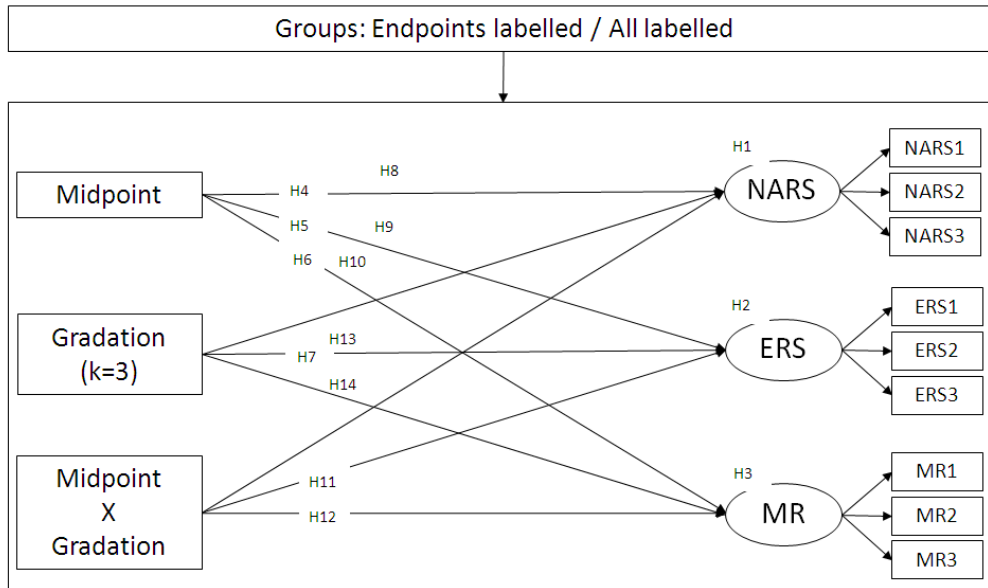 Groups: Endpoints labelled / All labelled
H1
NARS1
H8
Midpoint
H4
NARS
NARS2
H5
H9
NARS3
H6
H10
H2
ERS1
Gradation
(k=3)
H13
H7
ERS
ERS2
H14
ERS3
Midpoint
X
Gradation
H11
H12
H3
MR1
MR
MR2
MR3